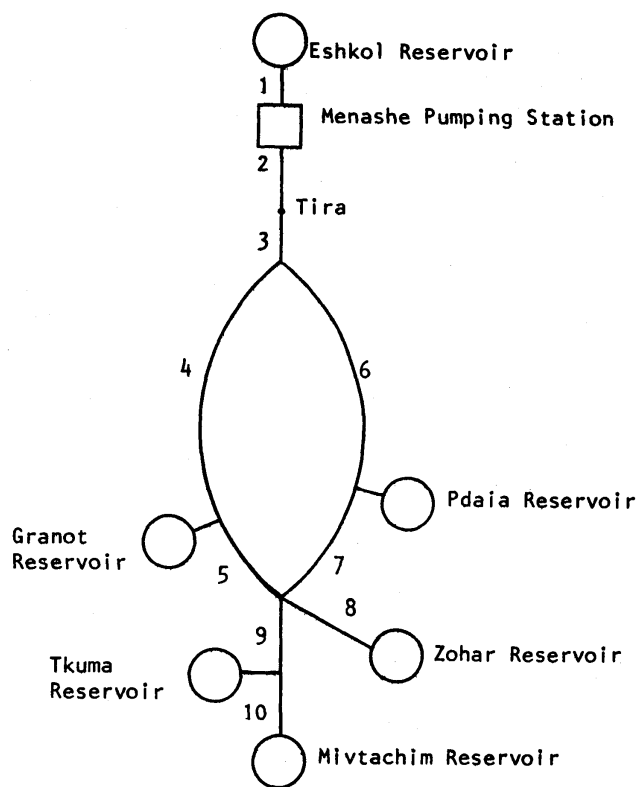 Eshkol Reservoir
1
Menashe Pumping Station
2
Tira
3
4
6
Pdaia Reservoir
Granot
Reservoir
5
7
8
9
Zohar Reservoir
Tkuma
Reservoir
10
Mivtachim Reservoir